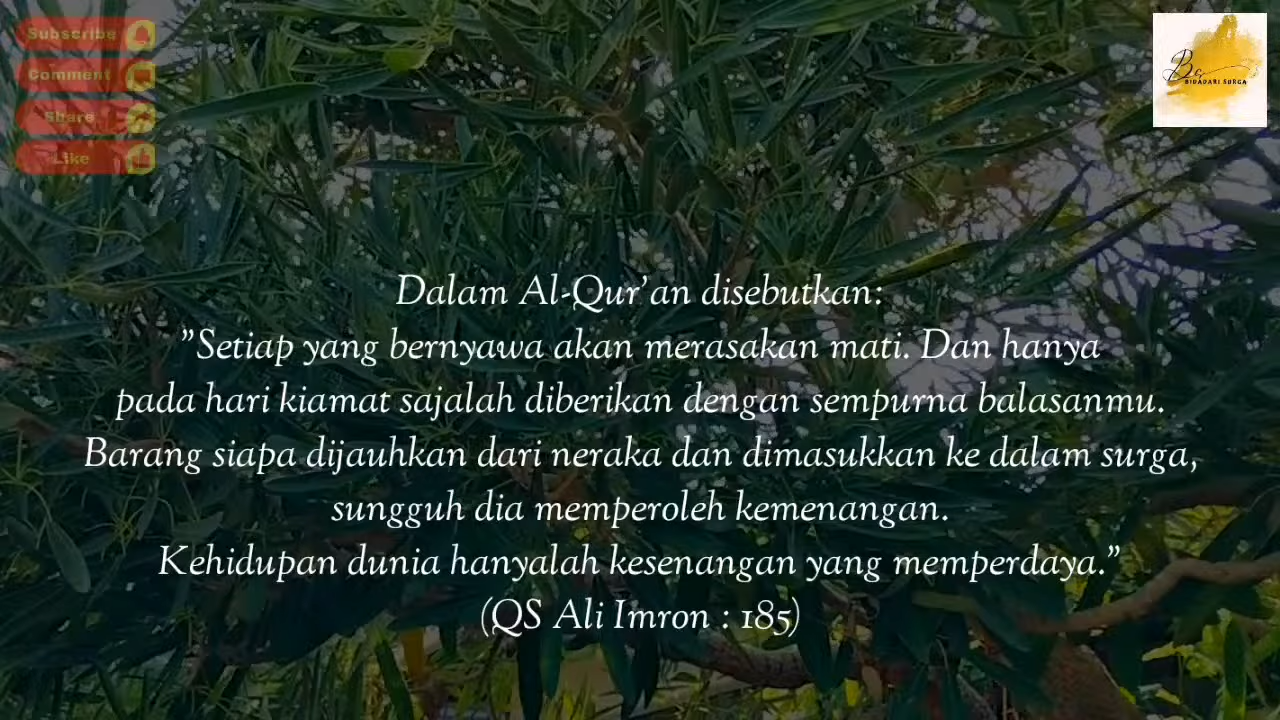 Subscribe
Comment
Share
Like
Bs
BIDADARI SURGA
Dalam Al-Qur'an disebutkan:
"Setiap yang bernyawa akan merasakan mati. Dan hanya
pada hari kiamat sajalah diberikan dengan sempurna balasanmu.
Barang siapa dijauhkan dari neraka dan dimasukkan ke dalam surga,
sungguh dia memperoleh kemenangan.
Kehidupan dunia hanyalah kesenangan yang memperdaya."
(QS Ali Imron : 185)